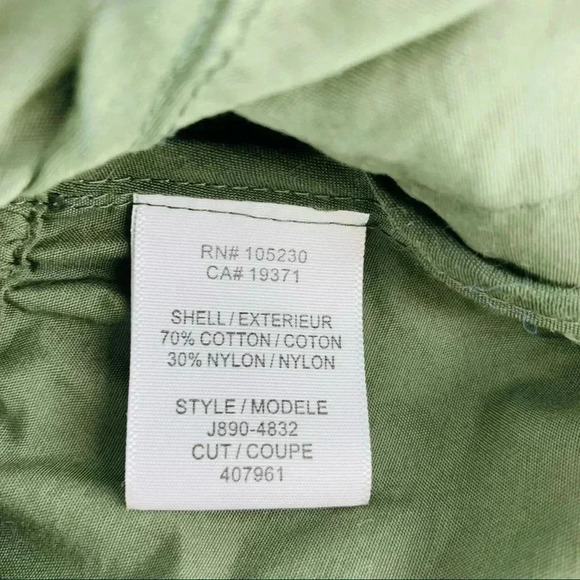 RN# 105230
CA# 19371
SHELL / EXTERIEUR
70% COTTON / COTON
30% NYLON / NYLON
STYLE / MODELE
J890-4832
CUT / COUPE
407961